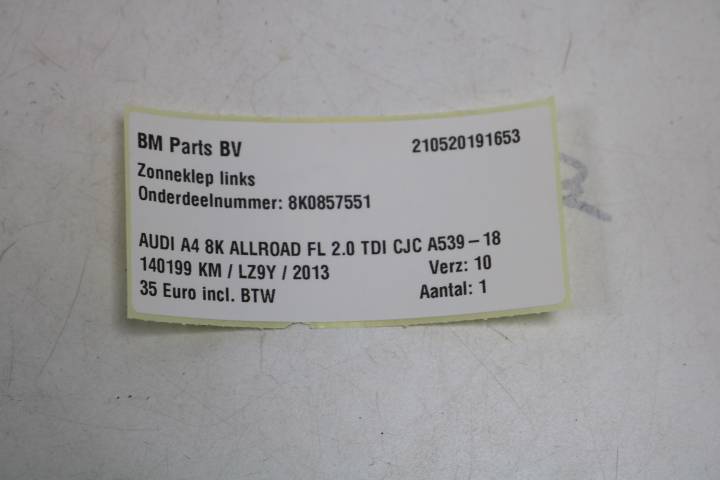 BM Parts BV 210520191653
Zonneklep links
Onderdeelnummer: 8K0857551
AUDI A4 8K ALLROAD FL 2.0 TDI CJC A539 – 18
140199 KM / LZ9Y / 2013 Verz: 10
35 Euro incl. BTW Aantal: 1